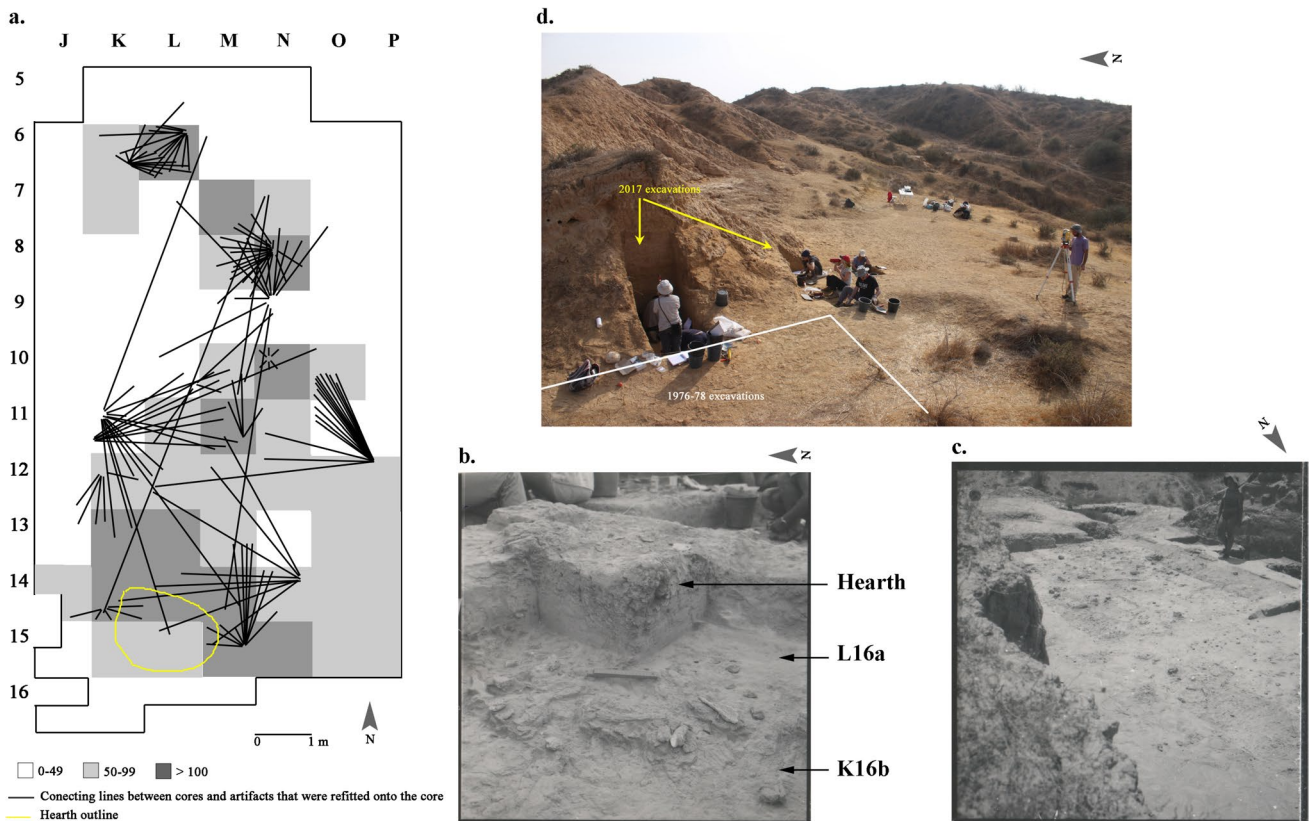 a.
J K L M N O P
5
6
7
8
9
10
11
12
13
14
15
16
0 1 m
N
0-49 50-99 > 100
Conecting lines between cores and artifacts that were refitted onto the core
Hearth outline
d.
N
2017 excavations
1976-78 excavations
b.
N
Hearth
L16a
K16b
c.
N